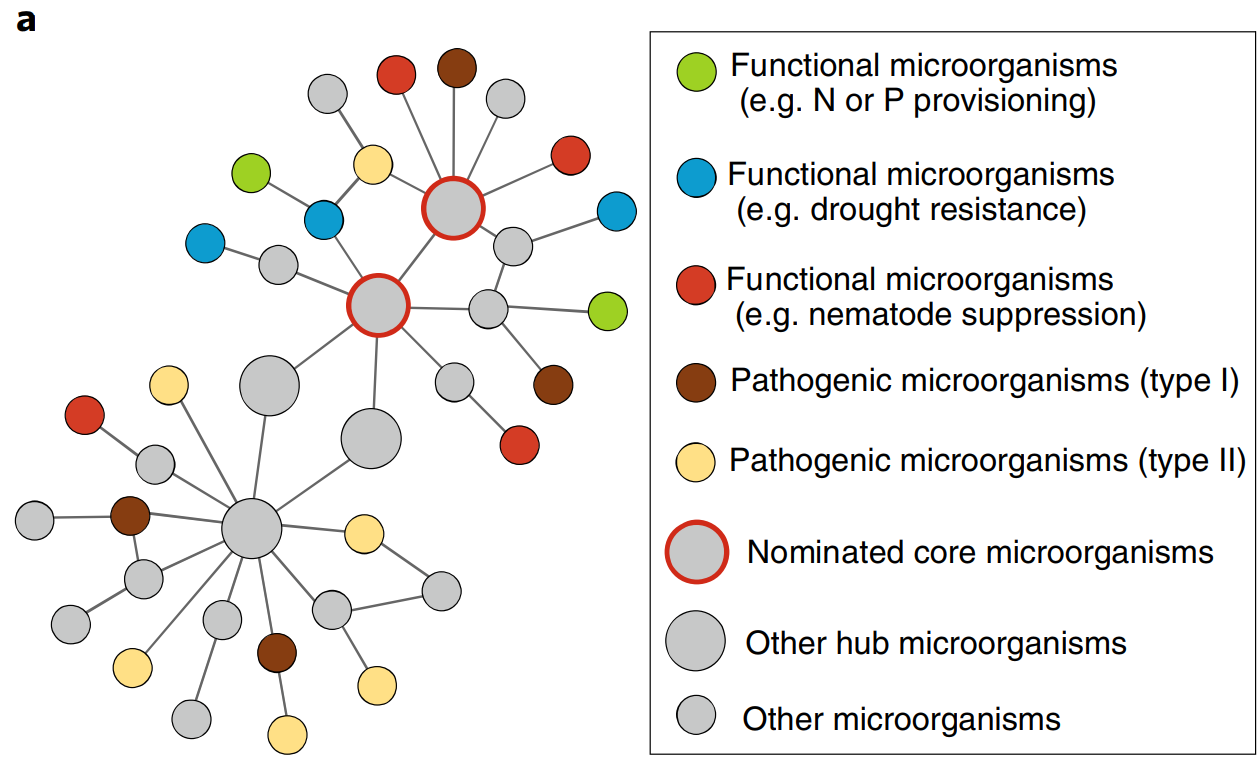 a
Functional microorganisms
(e.g. N or P provisioning)
Functional microorganisms
(e.g. drought resistance)
Functional microorganisms
(e.g. nematode suppression)
Pathogenic microorganisms (type I)
Pathogenic microorganisms (type II)
Nominated core microorganisms
Other hub microorganisms
Other microorganisms